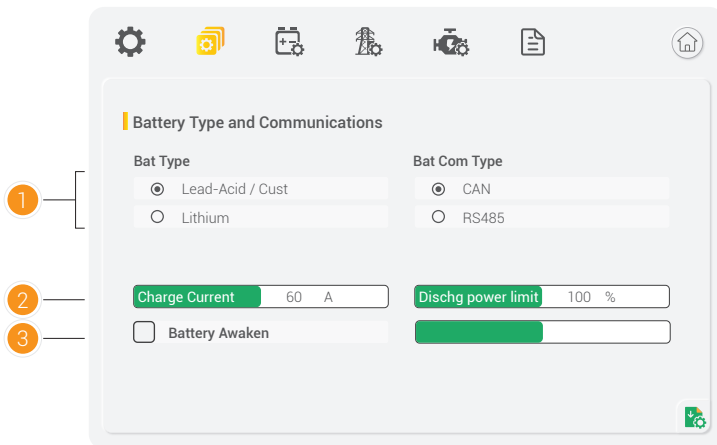 Battery Type and Communications
Bat Type
Bat Com Type
1
Lead-Acid / Cust
CAN
Lithium
RS485
2
Charge Current 60 A
Dischg power limit 100 %
3
Battery Awaken